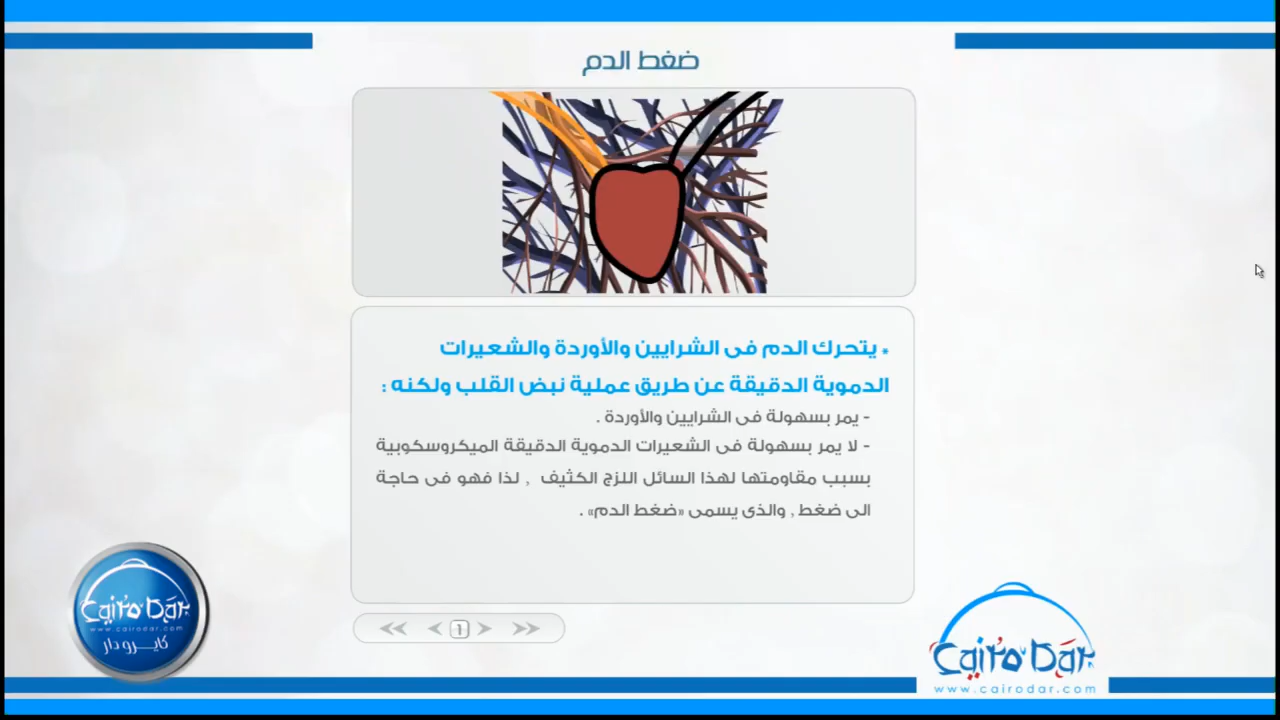 ضغط الدم
* يتحرك الدم فى الشرايين والأوردة والشعيرات
الدموية الدقيقة عن طريق عملية نبض القلب ولكنه :
- يمر بسهولة فى الشرايين والأوردة .
- لا يمر بسهولة فى الشعيرات الدموية الدقيقة الميكروسكوبية
بسبب مقاومتها لهذا السائل اللزج الكثيف , لذا فهو فى حاجة
الى ضغط , والذى يسمى «ضغط الدم» .
١
Cairo Dar
www.cairodar.com
كايرو دار
Cairo Dar
www.cairodar.com